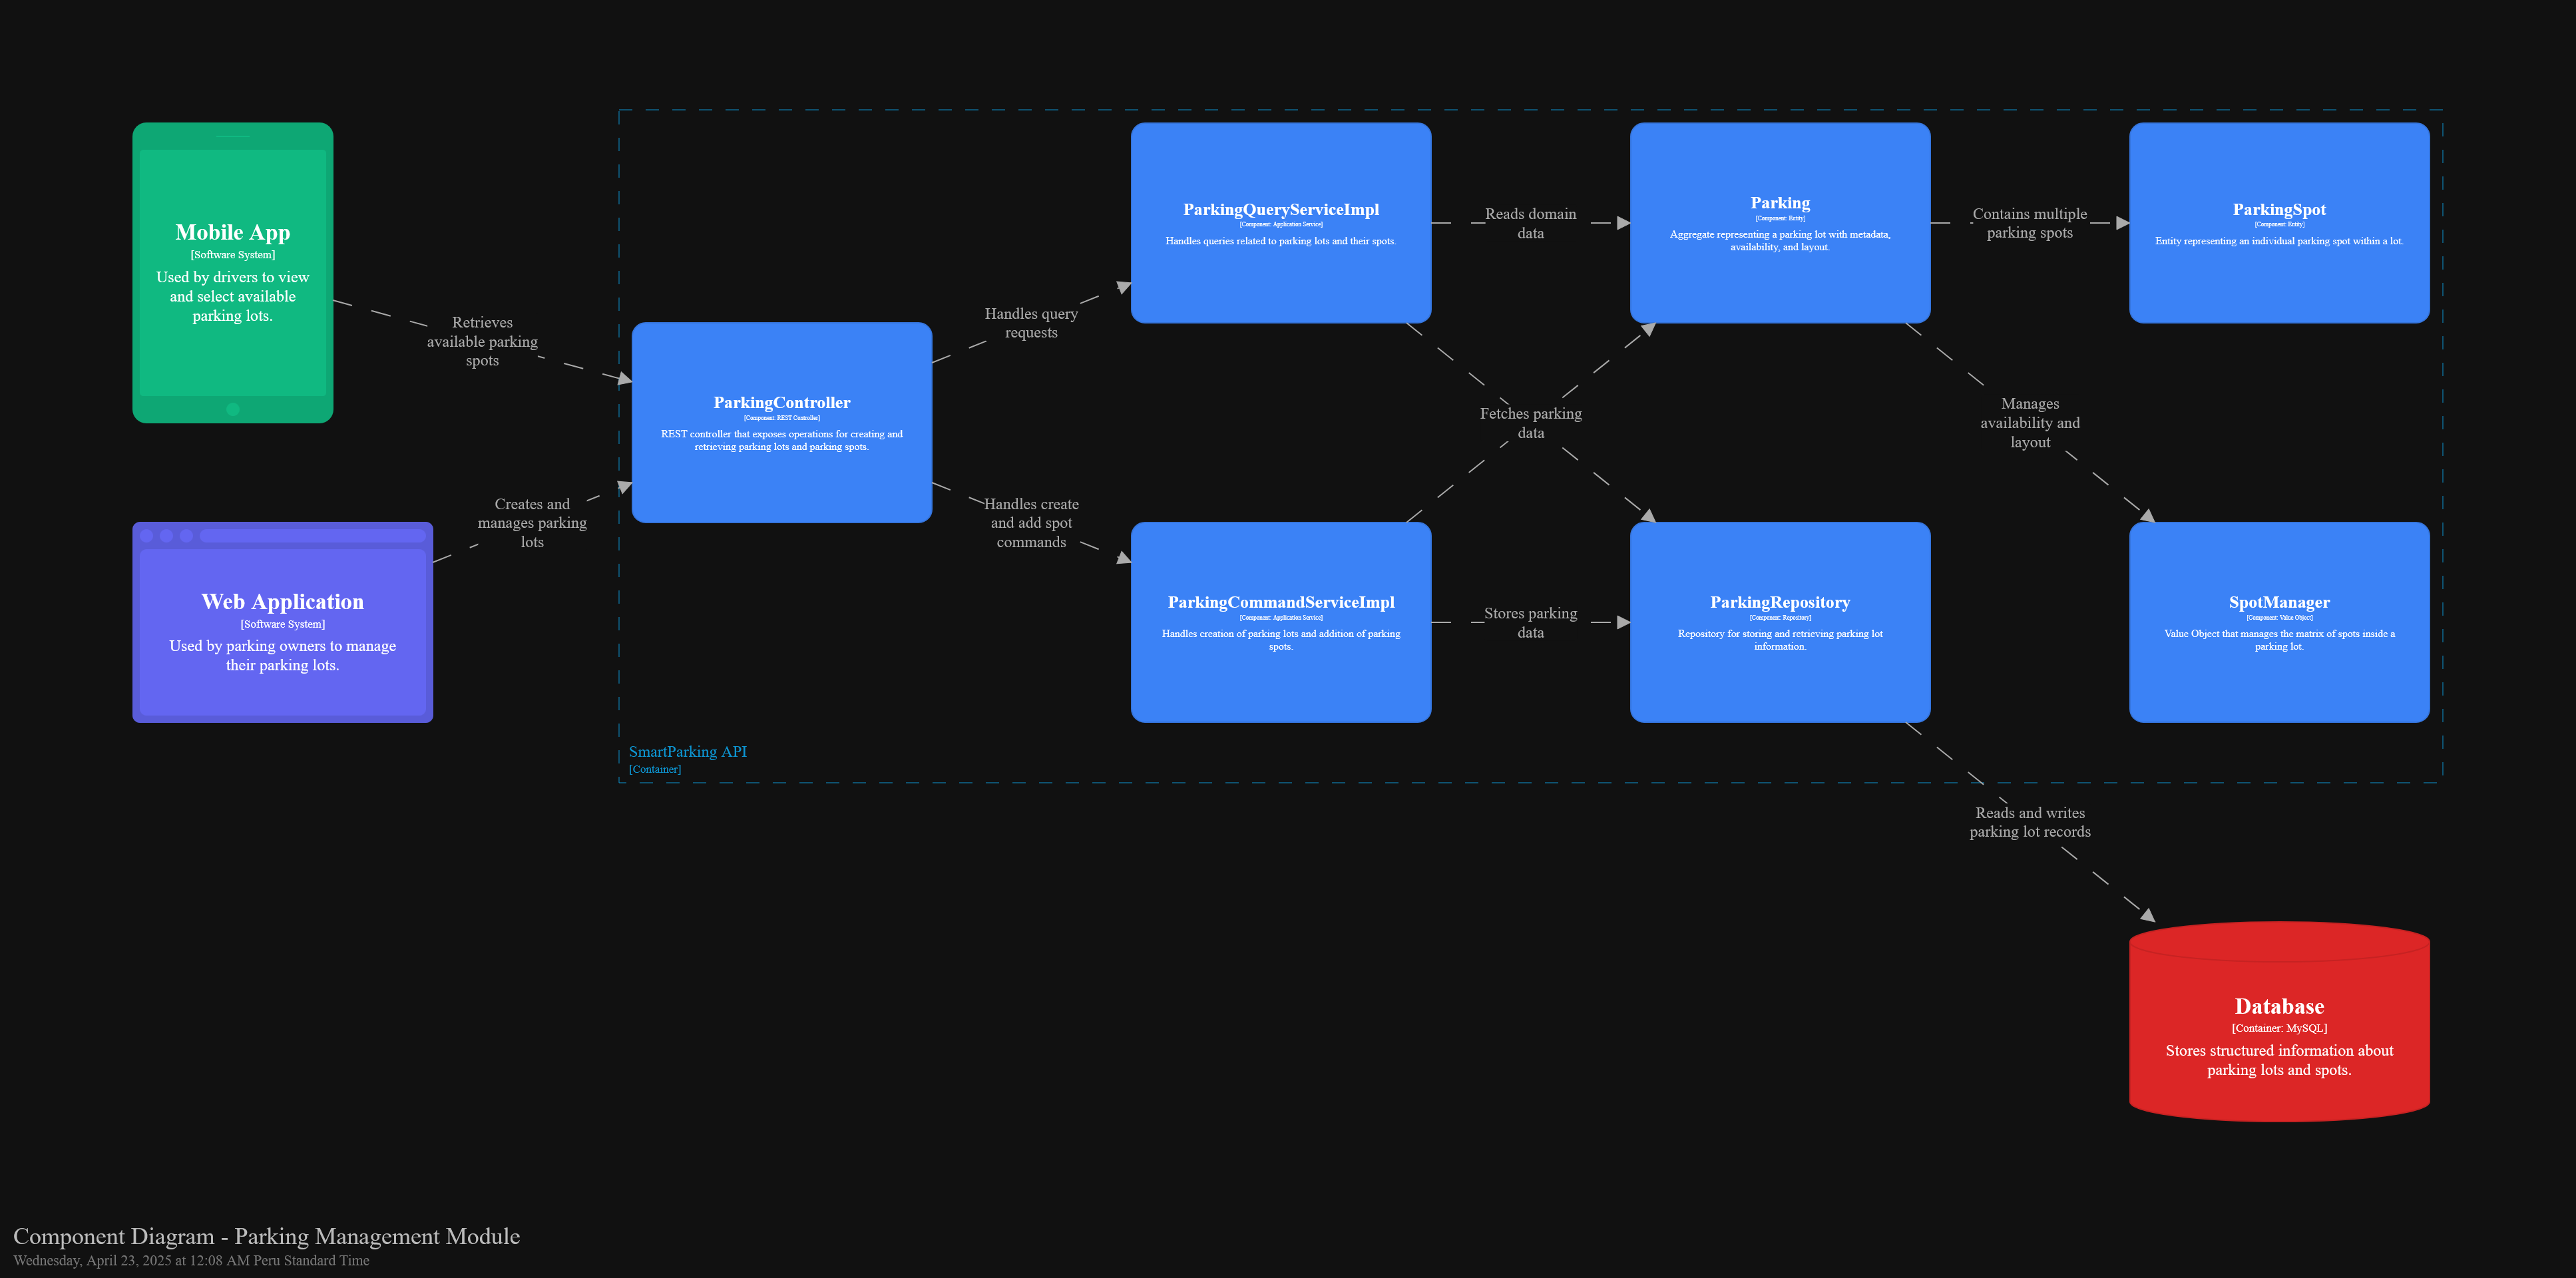 Mobile App
[Software System]
Used by drivers to view
and select available
parking lots.
Retrieves
available parking
spots
Web Application
[Software System]
Used by parking owners to manage
their parking lots.
Creates and
manages parking
lots
ParkingController
[Component: REST Controller]
REST controller that exposes operations for creating and
retrieving parking lots and parking spots.
Handles query
requests
Handles create
and add spot
commands
ParkingQueryServiceImpl
[Component: Application Service]
Handles queries related to parking lots and their spots.
Reads domain
data
Parking
[Component: Entity]
Aggregate representing a parking lot with metadata,
availability, and layout.
Contains multiple
parking spots
ParkingSpot
[Component: Entity]
Entity representing an individual parking spot within a lot.
Fetches parking
data
Manages
availability and
layout
ParkingCommandServiceImpl
[Component: Application Service]
Handles creation of parking lots and addition of parking
spots.
Stores parking
data
ParkingRepository
[Component: Repository]
Repository for storing and retrieving parking lot
information.
SpotManager
[Component: Value Object]
Value Object that manages the matrix of spots inside a
parking lot.
SmartParking API
[Container]
Reads and writes
parking lot records
Database
[Container: MySQL]
Stores structured information about
parking lots and spots.
Component Diagram - Parking Management Module
Wednesday, April 23, 2025 at 12:08 AM Peru Standard Time